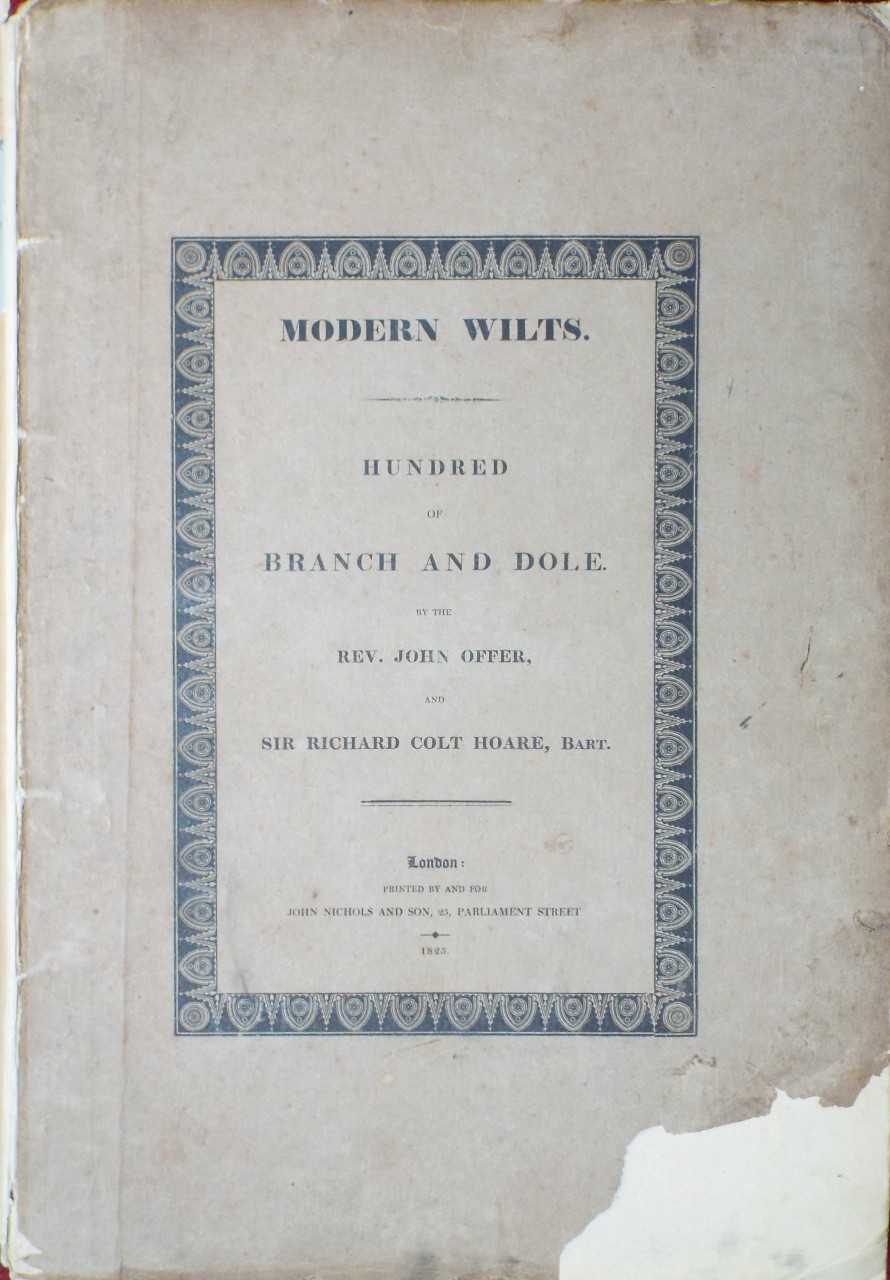 MODERN WILTS.
HUNDRED
OF
BRANCH AND DOLE.
BY THE
REV. JOHN OFFER,
AND
SIR RICHARD COLT HOARE, BART.
London:
PRINTED BY AND FOR
JOHN NICHOLS AND SON, 25, PARLIAMENT STREET
1825.